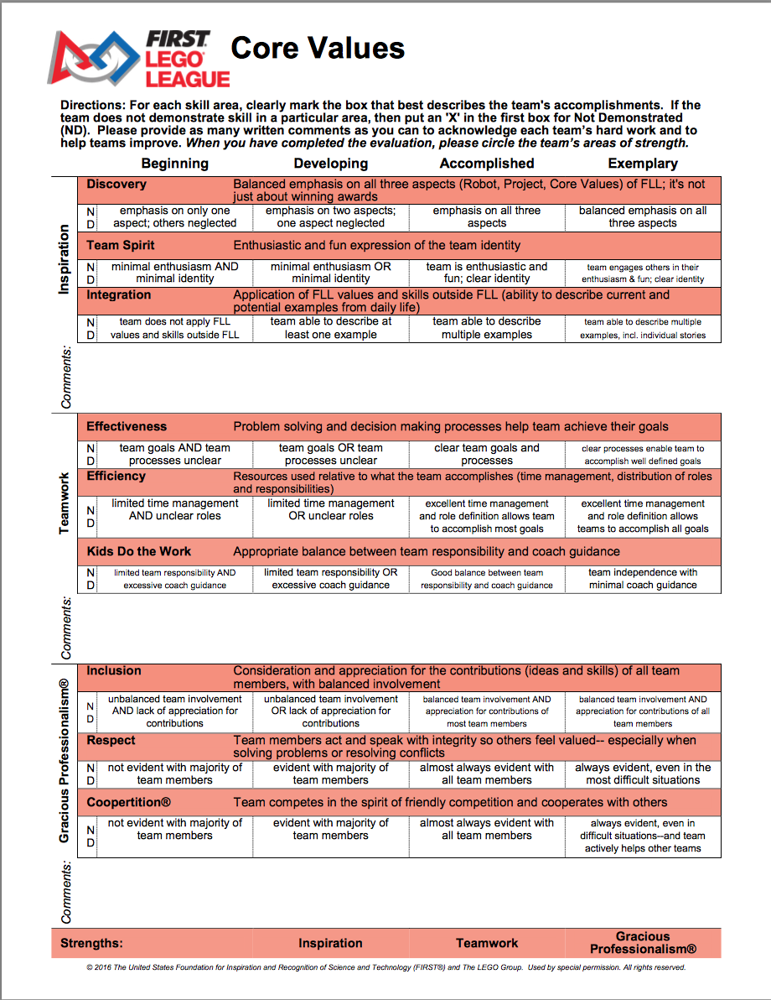 FIRST
LEGO
LEAGUE
Core Values
Directions: For each skill area, clearly mark the box that best describes the team's accomplishments. If the
team does not demonstrate skill in a particular area, then put an 'X' in the first box for Not Demonstrated
(ND). Please provide as many written comments as you can to acknowledge each team's hard work and to
help teams improve. When you have completed the evaluation, please circle the team's areas of strength.
Beginning Developing Accomplished Exemplary
Inspiration
Discovery Balanced emphasis on all three aspects (Robot, Project, Core Values) of FLL; it's not
just about winning awards
N emphasis on only one emphasis on two aspects; emphasis on all three balanced emphasis on all
D aspect; others neglected one aspect neglected aspects three aspects
Team Spirit Enthusiastic and fun expression of the team identity
N minimal enthusiasm AND minimal enthusiasm OR team is enthusiastic and team engages others in their
D minimal identity minimal identity fun; clear identity enthusiasm & fun; clear identity
Integration Application of FLL values and skills outside FLL (ability to describe current and
potential examples from daily life)
N team does not apply FLL team able to describe at team able to describe team able to describe multiple
D values and skills outside FLL least one example multiple examples examples, incl. individual stories
Comments:
Teamwork
Effectiveness Problem solving and decision making processes help team achieve their goals
N team goals AND team team goals OR team clear team goals and clear processes enable team to
D processes unclear processes unclear processes accomplish well defined goals
Efficiency Resources used relative to what the team accomplishes (time management, distribution of roles
and responsibilities)
N limited time management limited time management excellent time management excellent time management
D AND unclear roles OR unclear roles and role definition allows team and role definition allows
to accomplish most goals teams to accomplish all goals
Kids Do the Work Appropriate balance between team responsibility and coach guidance
N limited team responsibility AND limited team responsibility OR Good balance between team team independence with
D excessive coach guidance excessive coach guidance responsibility and coach guidance minimal coach guidance
Comments:
Gracious Professionalism®
Inclusion Consideration and appreciation for the contributions (ideas and skills) of all team
members, with balanced involvement
N unbalanced team involvement unbalanced team involvement balanced team involvement AND balanced team involvement AND
D AND lack of appreciation for OR lack of appreciation for appreciation for contributions of appreciation for contributions of all
contributions contributions most team members team members
Respect Team members act and speak with integrity so others feel valued-- especially when
solving problems or resolving conflicts
N not evident with majority of evident with majority of almost always evident with always evident, even in the
D team members team members all team members most difficult situations
Coopertition® Team competes in the spirit of friendly competition and cooperates with others
N not evident with majority of evident with majority of almost always evident with always evident, even in
D team members team members all team members difficult situations--and team
actively helps other teams
Comments:
Strengths: Inspiration Teamwork Gracious
Professionalism®
© 2016 The United States Foundation for Inspiration and Recognition of Science and Technology (FIRST®) and The LEGO Group. Used by special permission. All rights reserved.